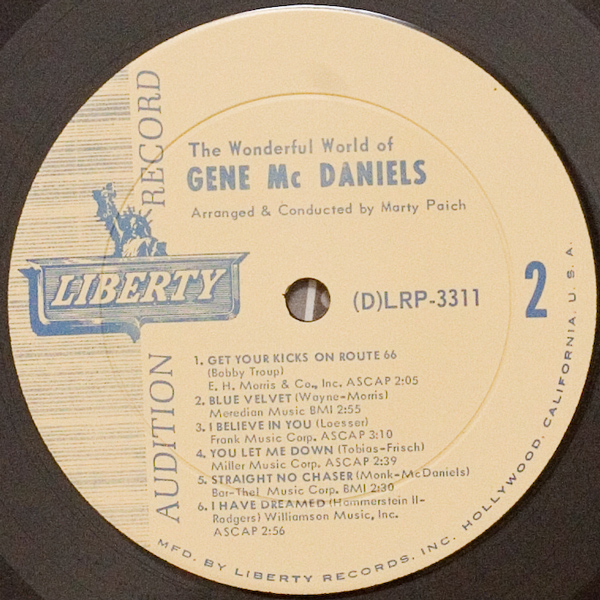 The Wonderful World of
GENE Mc DANIELS
Arranged & Conducted by Marty Paich
AUDITION RECORD
LIBERTY
(D)LRP-3311
2
1. GET YOUR KICKS ON ROUTE 66
(Bobby Troup)
E. H. Morris & Co., Inc. ASCAP 2:05
2. BLUE VELVET (Wayne-Morris)
Meredian Music BMI 2:55
3. I BELIEVE IN YOU (Loesser)
Frank Music Corp. ASCAP 3:10
4. YOU LET ME DOWN (Tobias-Frisch)
Miller Music Corp. ASCAP 2:39
5. STRAIGHT NO CHASER (Monk-McDaniels)
Bar-Thel Music Corp. BMI 2:30
6. I HAVE DREAMED (Hammerstein II-
Rodgers) Williamson Music, Inc.
ASCAP 2:56
MFD. BY LIBERTY RECORDS, INC. HOLLYWOOD, CALIFORNIA, U. S. A.